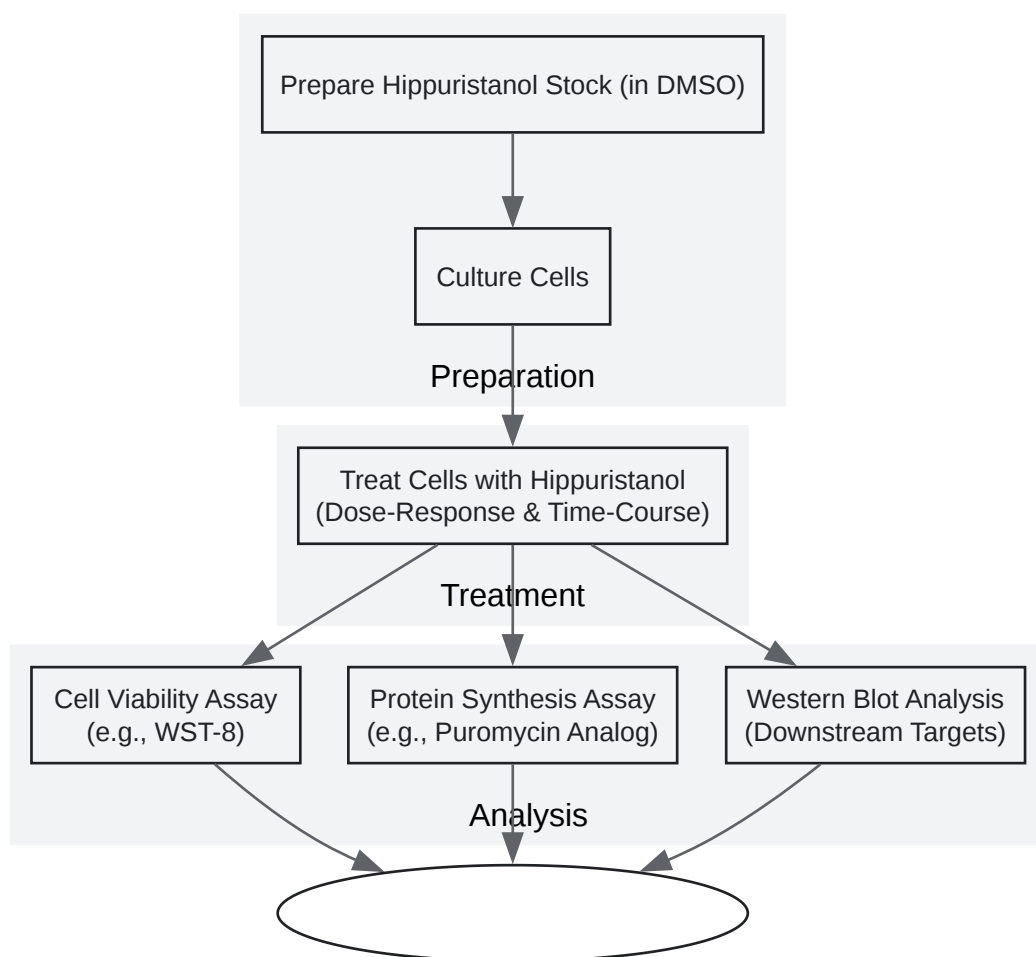 Prepare Hippuristanol Stock (in DMSO)
Culture Cells
Preparation
Treat Cells with Hippuristanol
(Dose-Response & Time-Course)
Treatment
Cell Viability Assay
(e.g., WST-8)
Protein Synthesis Assay
(e.g., Puromycin Analog)
Western Blot Analysis
(Downstream Targets)
Analysis